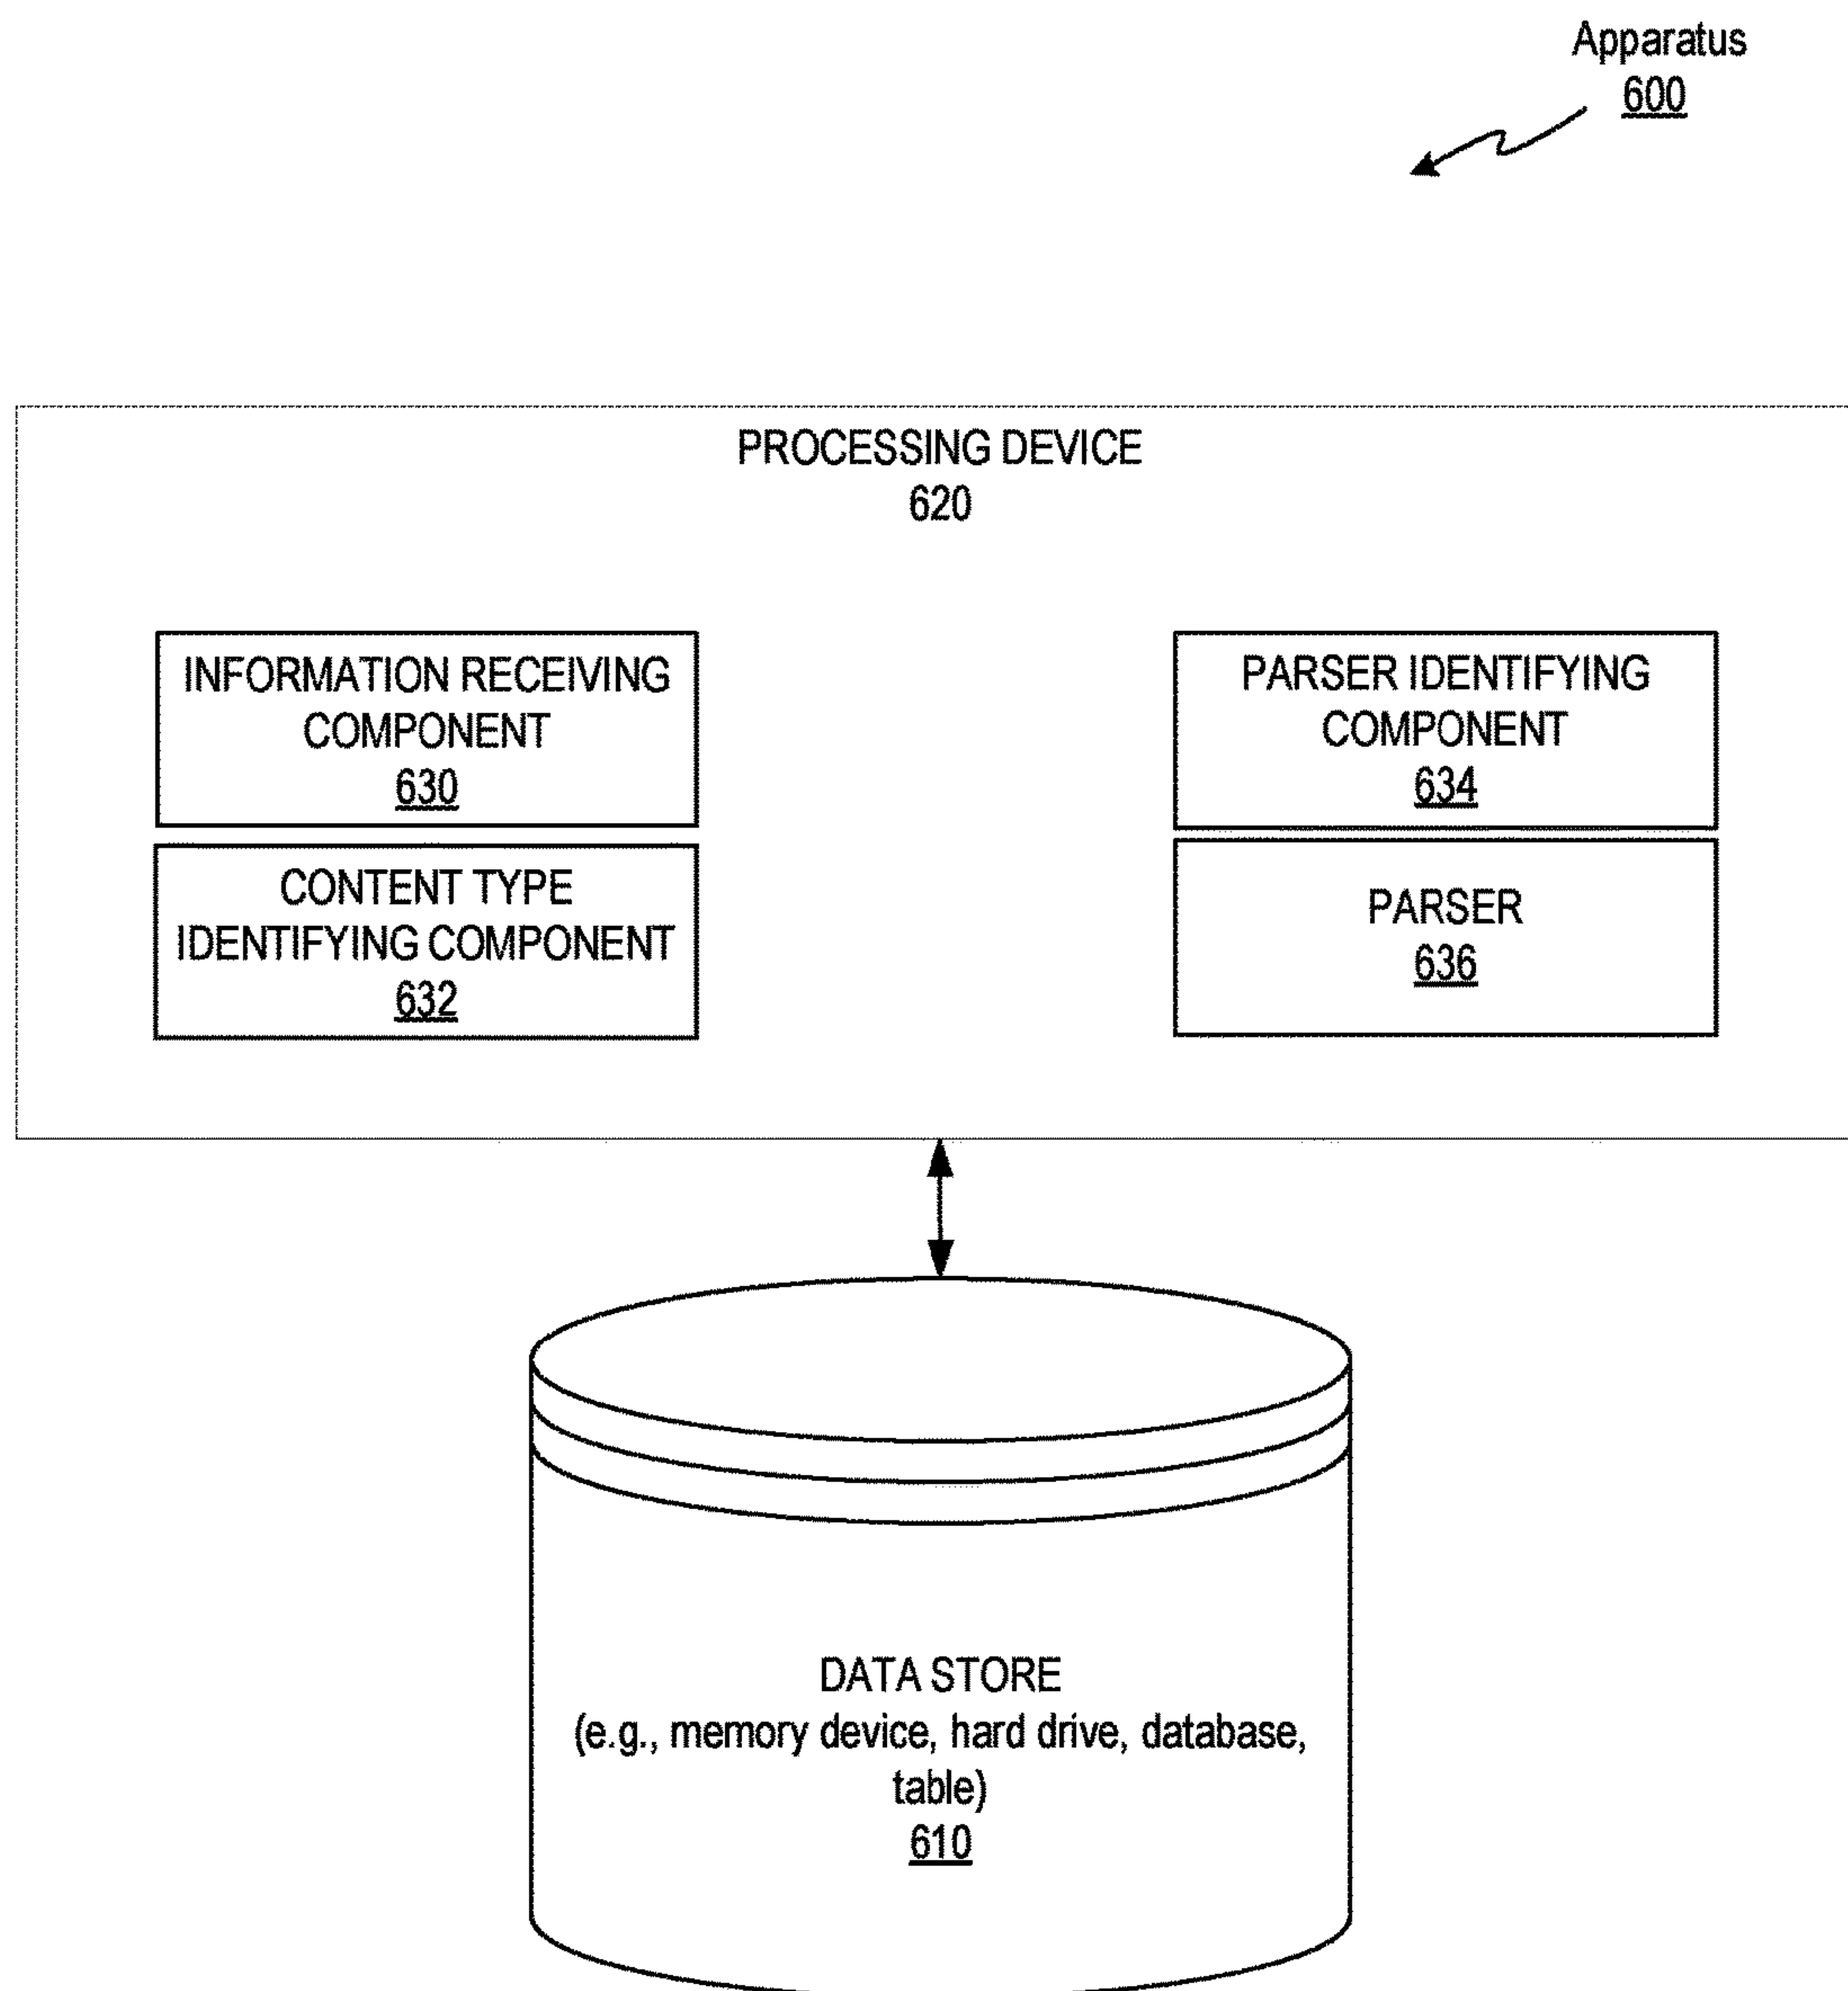 Apparatus
600
PROCESSING DEVICE
620
INFORMATION RECEIVING
COMPONENT
630
CONTENT TYPE
IDENTIFYING COMPONENT
632
PARSER IDENTIFYING
COMPONENT
634
PARSER
636
DATA STORE
(e.g., memory device, hard drive, database,
table)
610